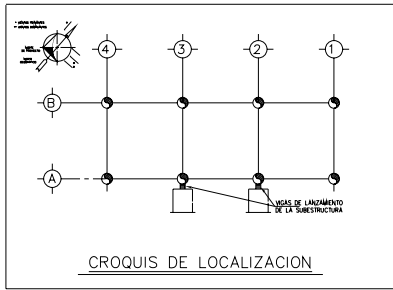 4 3 2 1
B
A
VIGAS DE LANZAMIENTO
DE LA SUBESTRUCTURA
CROQUIS DE LOCALIZACION